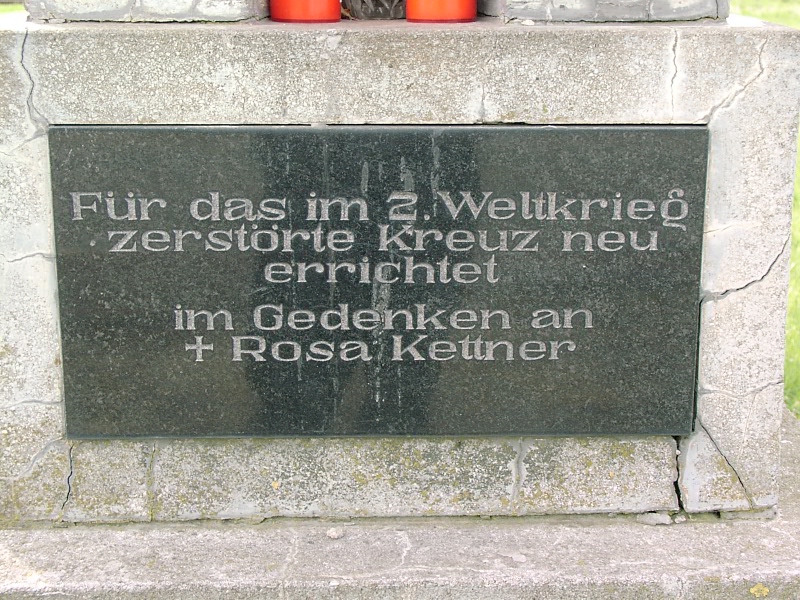 Für das im 2. Weltkrieg
zerstörte Kreuz neu
errichtet
im Gedenken an
✝ Rosa Kettner